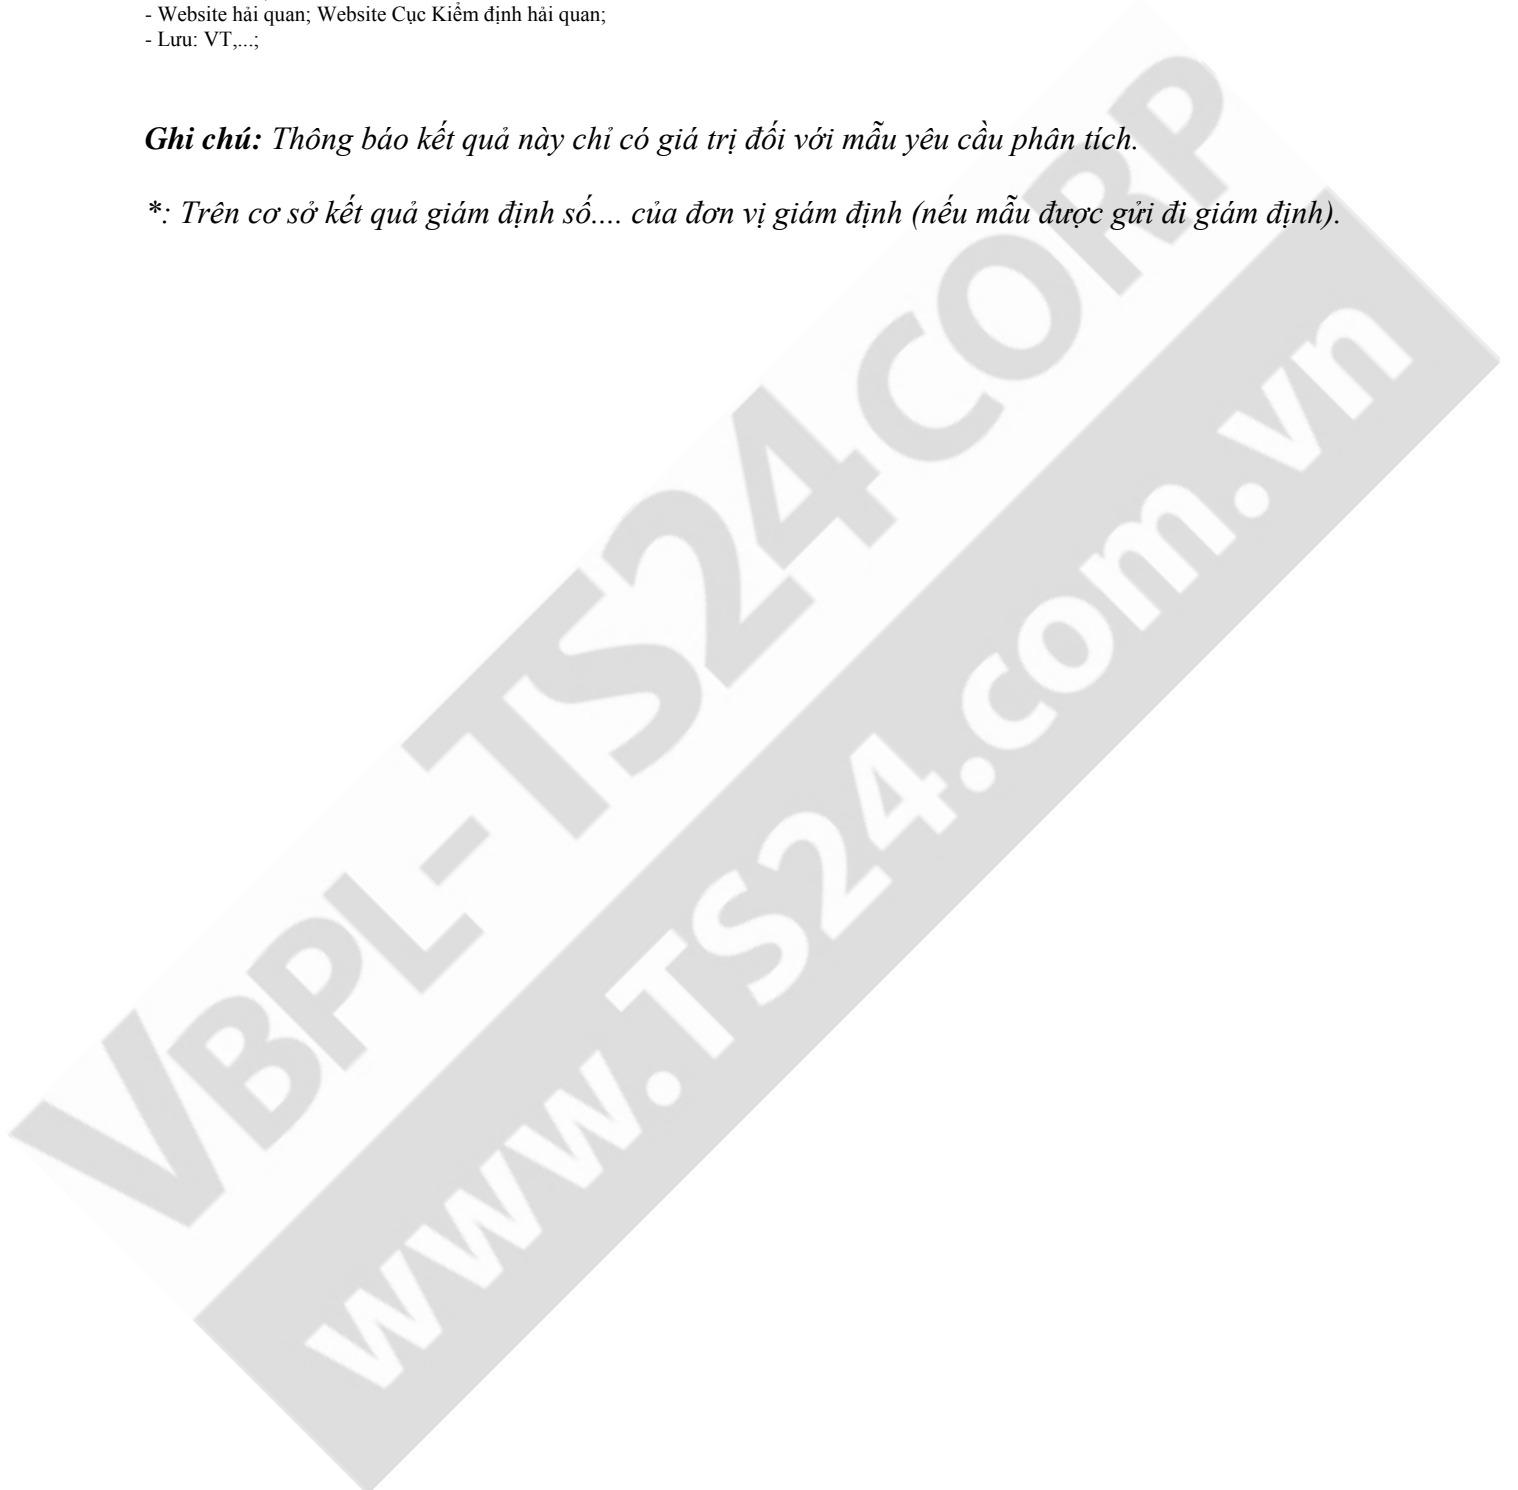 - Website hải quan; Website Cục Kiểm định hải quan;
- Lưu: VT,...;
Ghi chú: Thông báo kết quả này chỉ có giá trị đối với mẫu yêu cầu phân tích.
*: Trên cơ sở kết quả giám định số.... của đơn vị giám định (nếu mẫu được gửi đi giám định).
VBPL-TS24CORP
www.TS24.com.vn